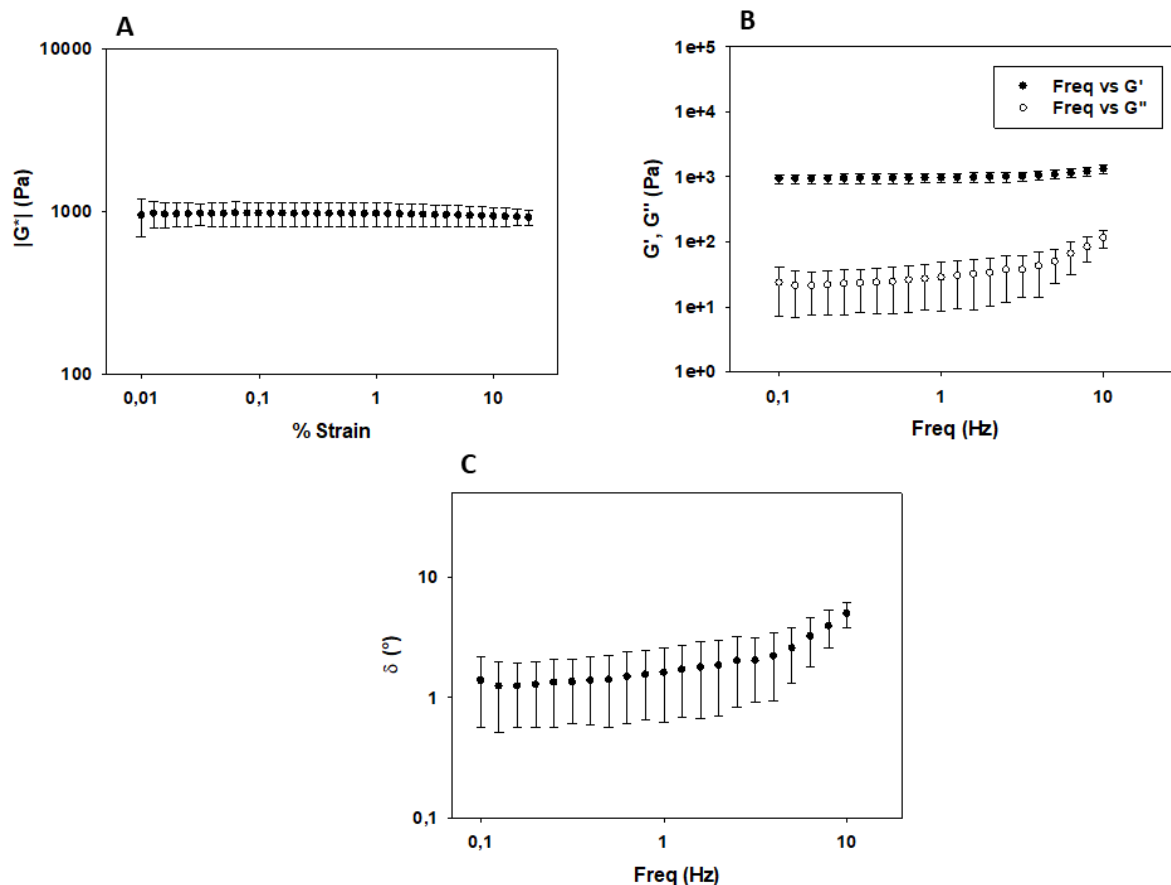 A
10000
1000
100
|G*| (Pa)
0,01 0,1 1 10
% Strain
B
1e+5
1e+4
1e+3
1e+2
1e+1
1e+0
G', G" (Pa)
Freq vs G'
Freq vs G"
0,1 1 10
Freq (Hz)
C
10
1
0,1
δ (º)
0,1 1 10
Freq (Hz)